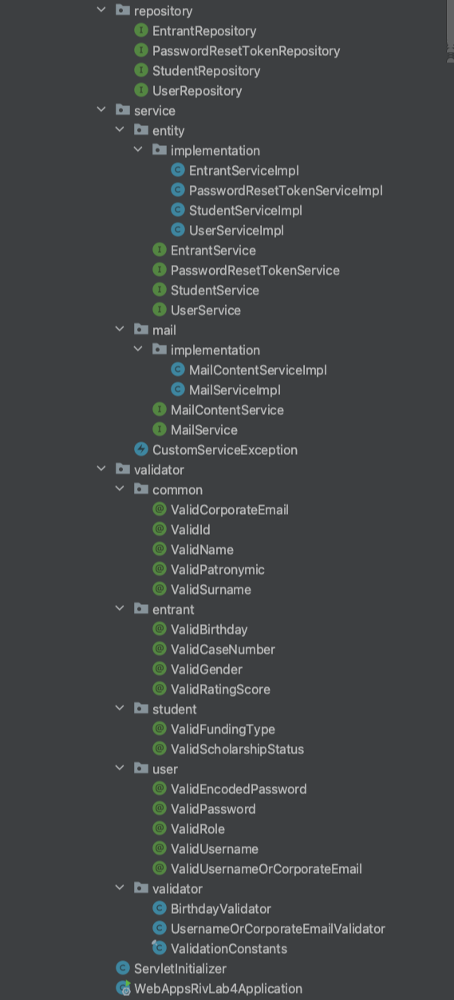 repository
EntrantRepository
PasswordResetTokenRepository
StudentRepository
UserRepository
service
entity
implementation
EntrantServiceImpl
PasswordResetTokenServiceImpl
StudentServiceImpl
UserServiceImpl
EntrantService
PasswordResetTokenService
StudentService
UserService
mail
implementation
MailContentServiceImpl
MailServiceImpl
MailContentService
MailService
CustomServiceException
validator
common
ValidCorporateEmail
ValidId
ValidName
ValidPatronymic
ValidSurname
entrant
ValidBirthday
ValidCaseNumber
ValidGender
ValidRatingScore
student
ValidFundingType
ValidScholarshipStatus
user
ValidEncodedPassword
ValidPassword
ValidRole
ValidUsername
ValidUsernameOrCorporateEmail
validator
BirthdayValidator
UsernameOrCorporateEmailValidator
ValidationConstants
ServletInitializer
WebAppsRivLab4Application